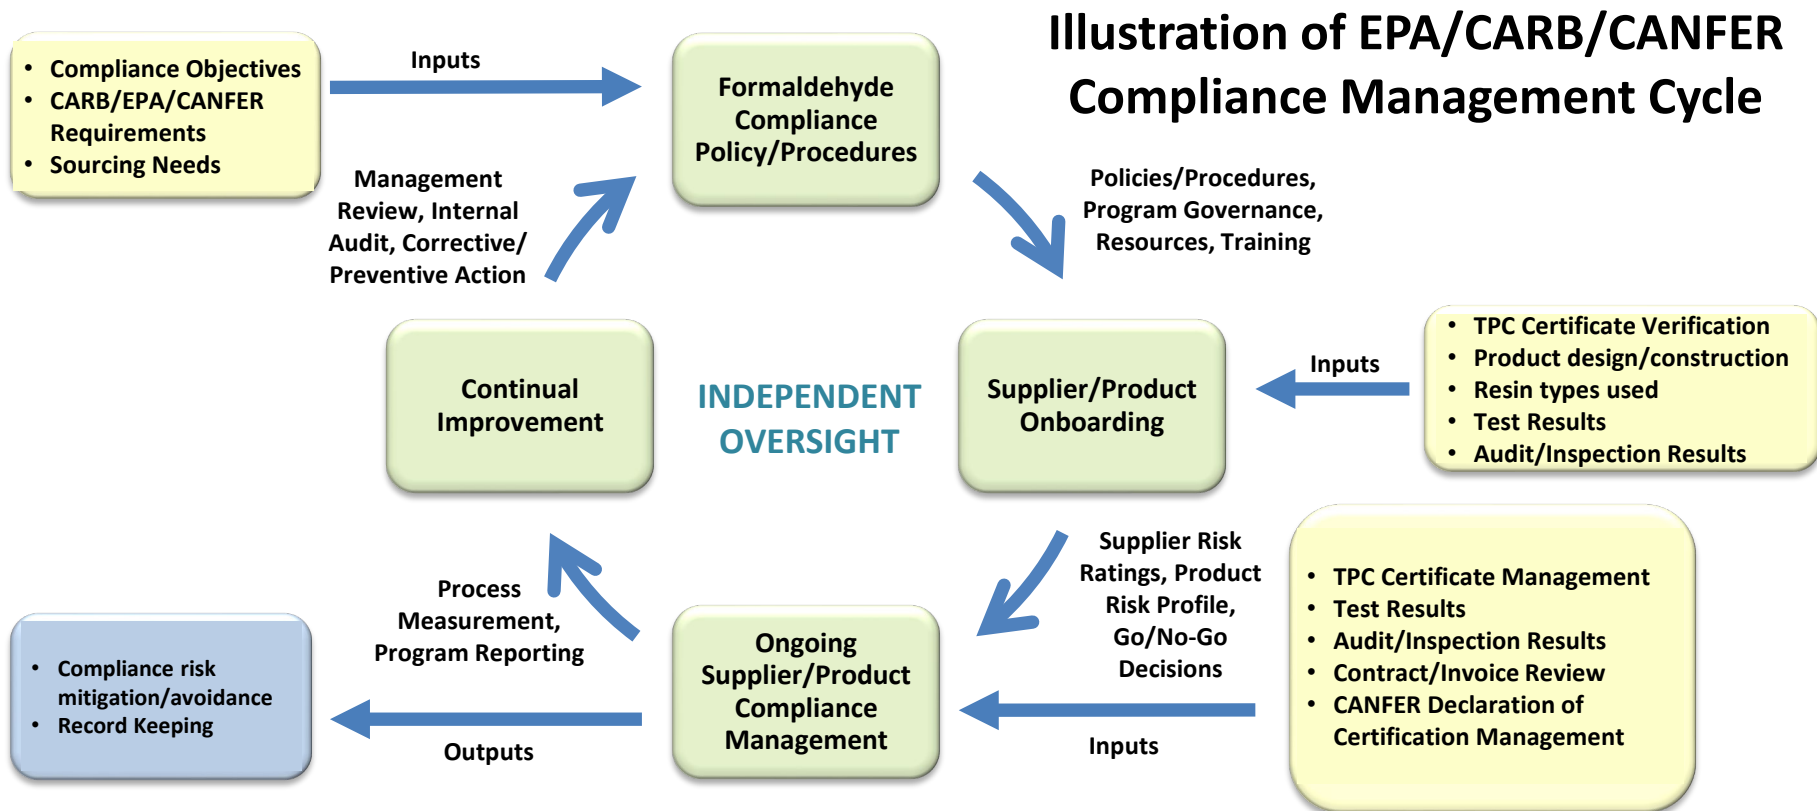 Illustration of EPA/CARB/CANFER
Compliance Management Cycle
• Compliance Objectives
• CARB/EPA/CANFER
Requirements
• Sourcing Needs
Inputs
Formaldehyde
Compliance
Policy/Procedures
Management
Review, Internal
Audit, Corrective/
Preventive Action
Policies/Procedures,
Program Governance,
Resources, Training
Continual
Improvement
INDEPENDENT
OVERSIGHT
Supplier/Product
Onboarding
Inputs
• TPC Certificate Verification
• Product design/construction
• Resin types used
• Test Results
• Audit/Inspection Results
Process
Measurement,
Program Reporting
Supplier Risk
Ratings, Product
Risk Profile,
Go/No-Go
Decisions
• TPC Certificate Management
• Test Results
• Audit/Inspection Results
• Contract/Invoice Review
• CANFER Declaration of
Certification Management
• Compliance risk
mitigation/avoidance
• Record Keeping
Outputs
Ongoing
Supplier/Product
Compliance
Management
Inputs